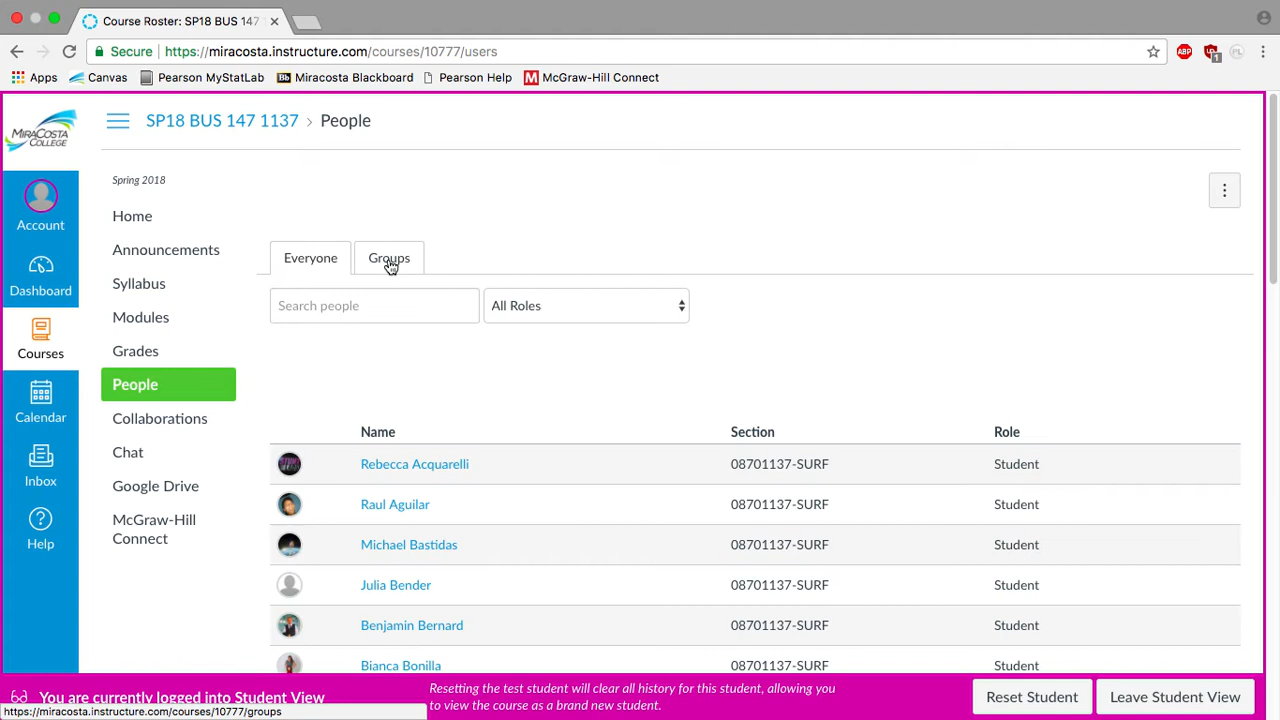 Course Roster: SP18 BUS 147
Secure https://miracosta.instructure.com/courses/10777/users
ABP
1
PL
Apps Canvas Pearson MyStatLab Bb Miracosta Blackboard Pearson Help M McGraw-Hill Connect
MIRACOSTA
COLLEGE
SP18 BUS 147 1137 › People
Spring 2018
Account
Dashboard
Courses
Calendar
Inbox
Help
Home
Announcements
Syllabus
Modules
Grades
People
Collaborations
Chat
Google Drive
McGraw-Hill
Connect
Everyone Groups
Search people All Roles
Name Section Role
Rebecca Acquarelli 08701137-SURF Student
Raul Aguilar 08701137-SURF Student
Michael Bastidas 08701137-SURF Student
Julia Bender 08701137-SURF Student
Benjamin Bernard 08701137-SURF Student
Bianca Bonilla 08701137-SURF Student
You are currently logged into Student View
Resetting the test student will clear all history for this student, allowing you
to view the course as a brand new student.
Reset Student Leave Student View
https://miracosta.instructure.com/courses/10777/groups